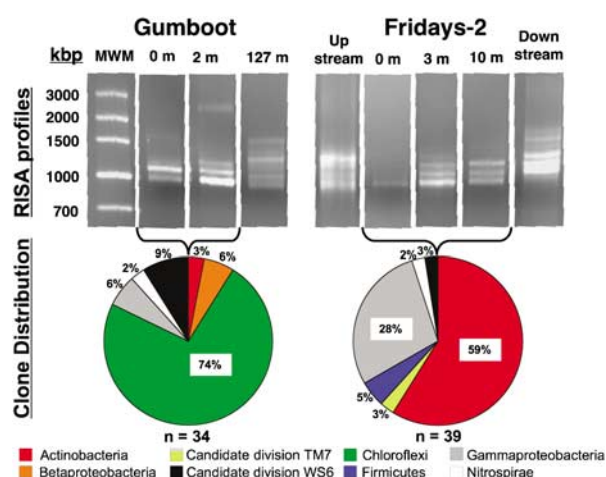 Gumboot Fridays-2
kbp MWM 0 m 2 m 127 m Up stream 0 m 3 m 10 m Down stream
3000
2000
1500
1000
700
RISA profiles
Clone Distribution
9% 3% 6% 2% 6% 74%
2% 3% 28% 59% 5% 3%
n = 34 n = 39
Actinobacteria Candidate division TM7 Chloroflexi Gammaproteobacteria
Betaproteobacteria Candidate division WS6 Firmicutes Nitrospirae